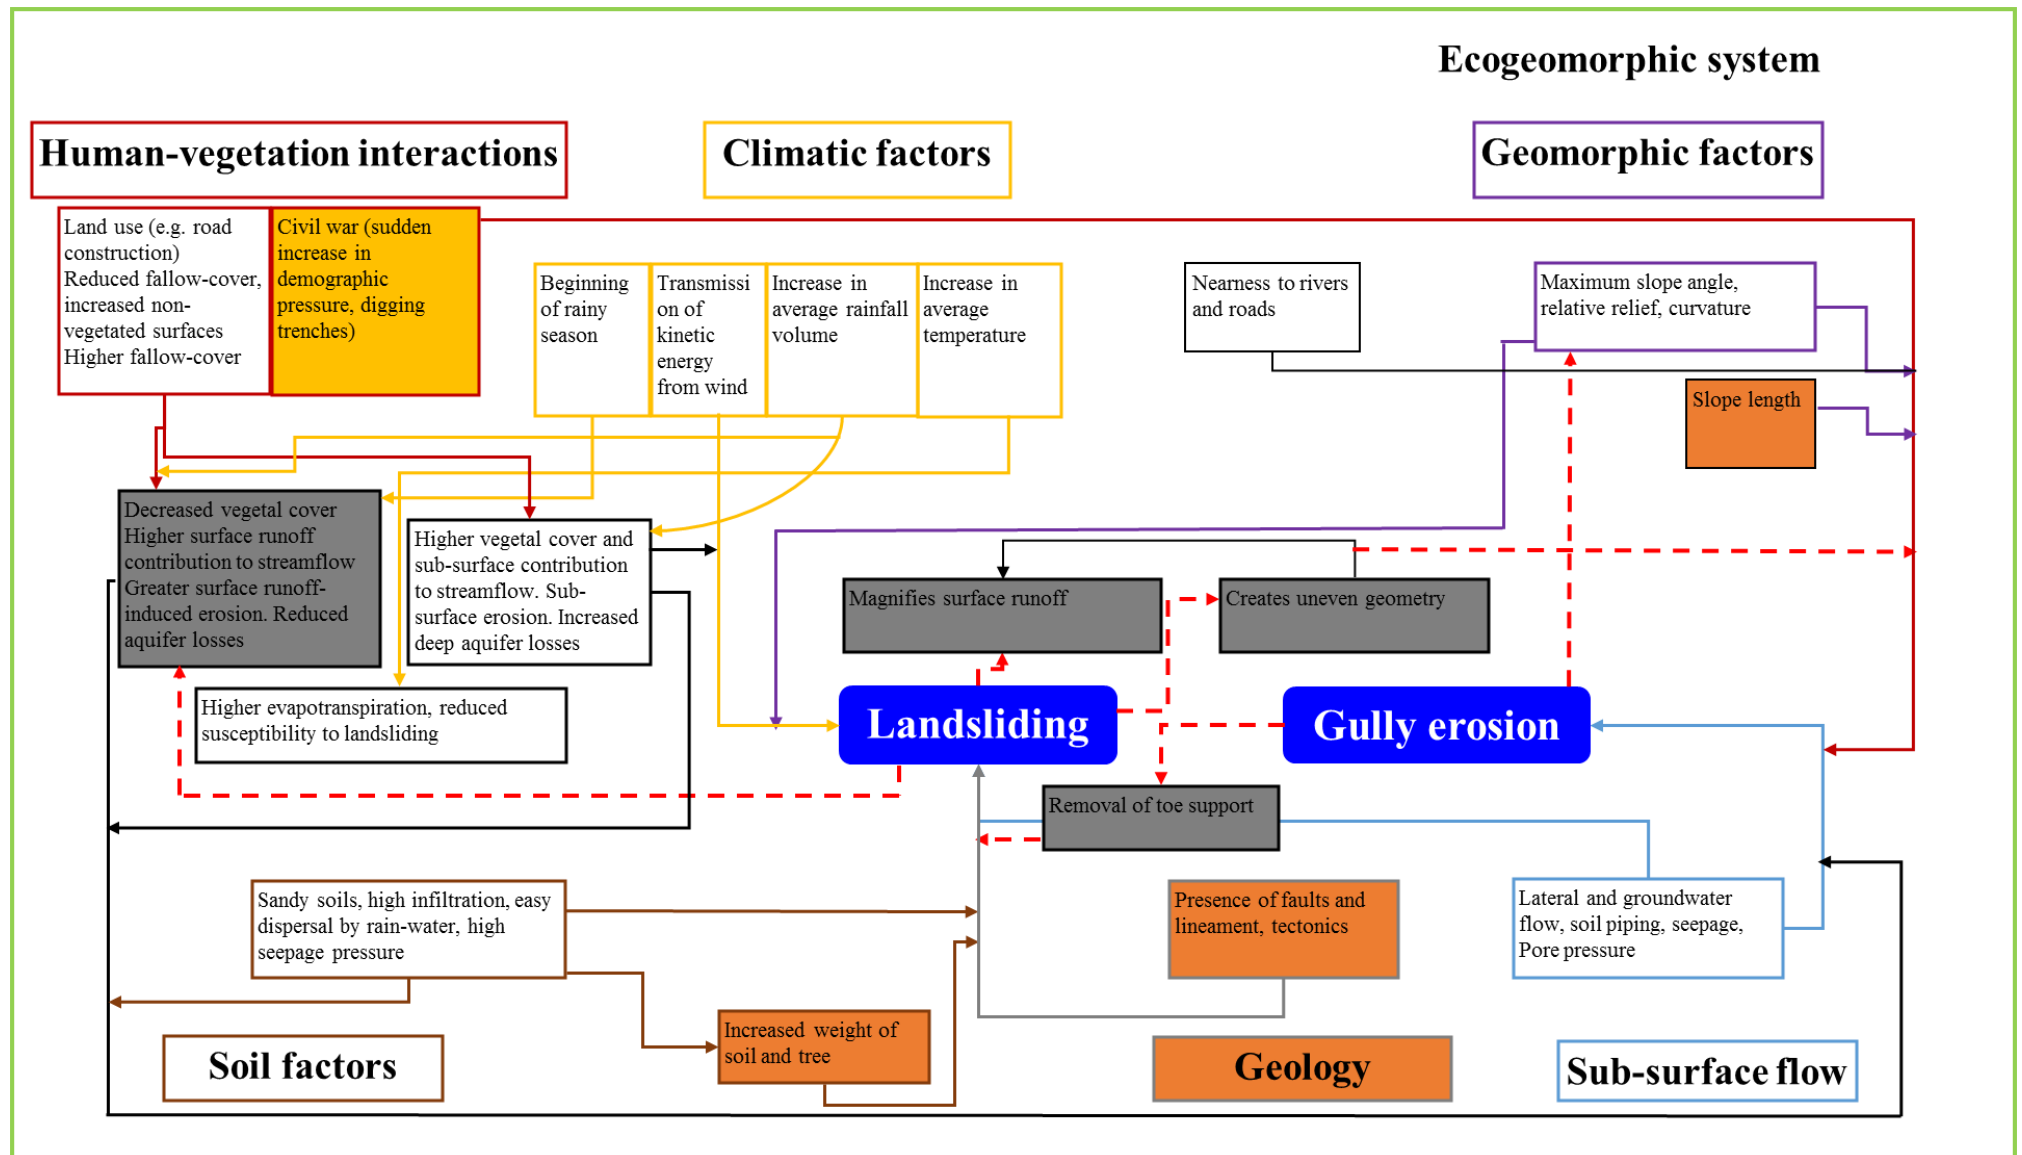 Ecogeomorphic system
Human-vegetation interactions
Climatic factors
Geomorphic factors
Land use (e.g. road
construction)
Reduced fallow-cover,
increased non-
vegetated surfaces
Higher fallow-cover
Civil war (sudden
increase in
demographic
pressure, digging
trenches)
Beginning
of rainy
season
Transmissi
on of
kinetic
energy
from wind
Increase in
average rainfall
volume
Increase in
average
temperature
Nearness to rivers
and roads
Maximum slope angle,
relative relief, curvature
Slope length
Decreased vegetal cover
Higher surface runoff
contribution to streamflow
Greater surface runoff-
induced erosion. Reduced
aquifer losses
Higher vegetal cover and
sub-surface contribution
to streamflow. Sub-
surface erosion. Increased
deep aquifer losses
Magnifies surface runoff
Creates uneven geometry
Higher evapotranspiration, reduced
susceptibility to landsliding
Landsliding
Gully erosion
Removal of toe support
Sandy soils, high infiltration, easy
dispersal by rain-water, high
seepage pressure
Presence of faults and
lineament, tectonics
Lateral and groundwater
flow, soil piping, seepage,
Pore pressure
Increased weight of
soil and tree
Soil factors
Geology
Sub-surface flow